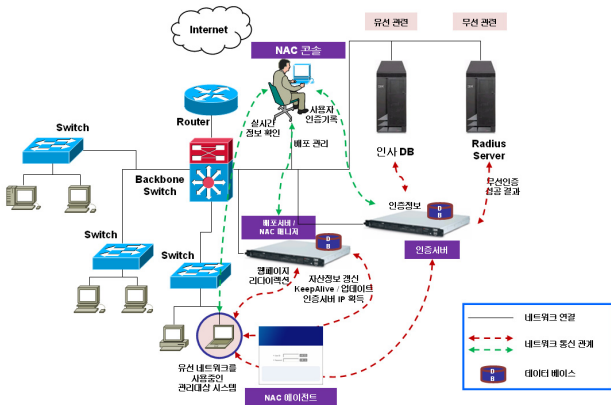 유선 관련
무선 관련
Internet
NAC 콘솔
Router
실시간
정보 확인
사용자
인증기록
배포 관리
Switch
인사 DB
Radius
Server
Backbone
Switch
인증정보
무선인증
성공 결과
DB
배포서버 /
NAC 매니저
인증서버
DB
Switch
Switch
웹페이지
리다이렉션
자산정보 갱신
KeepAlive / 업데이트
인증서버 IP 획득
유선 네트워크를
사용중인
관리대상 시스템
NAC 에이전트
네트워크 연결
네트워크 통신 관계
DB
데이터 베이스